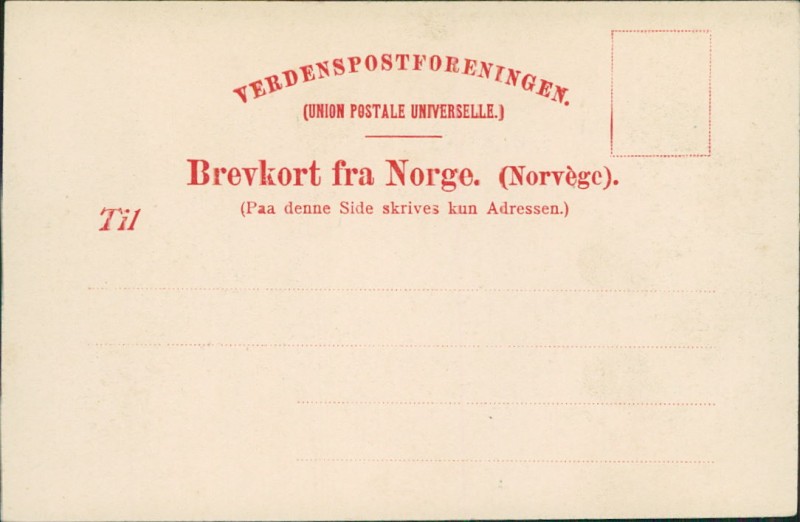 VERDENSPOSTFORENINGEN.
(UNION POSTALE UNIVERSELLE.)
Brevkort fra Norge. (Norvège).
(Paa denne Side skrives kun Adressen.)
Til